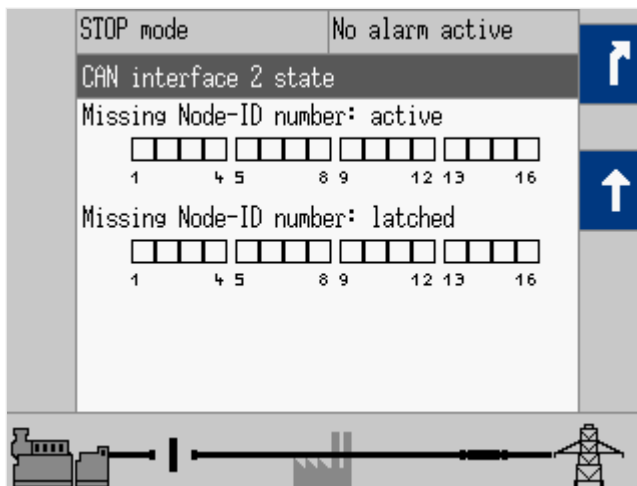 STOP mode No alarm active
CAN interface 2 state
Missing Node-ID number: active
1 4 5 8 9 12 13 16
Missing Node-ID number: latched
1 4 5 8 9 12 13 16